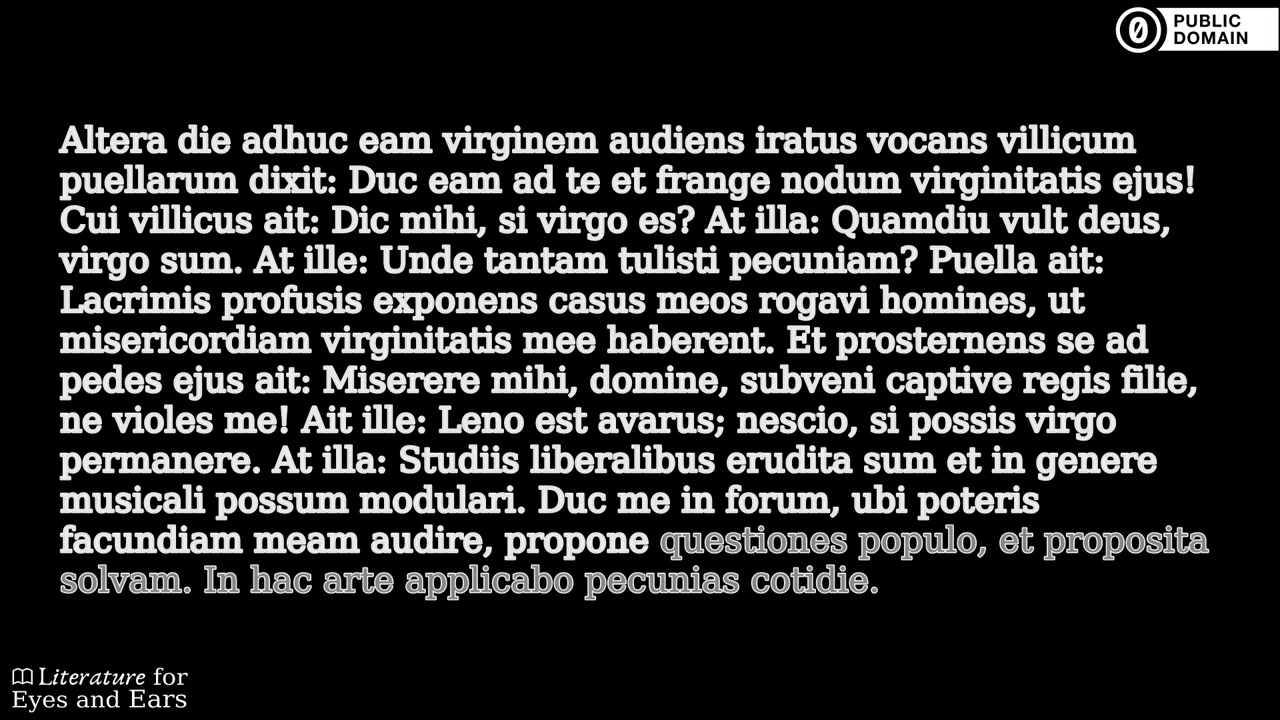 PUBLIC
DOMAIN
Altera die adhuc eam virginem audiens iratus vocans villicum
puellarum dixit: Duc eam ad te et frange nodum virginitatis ejus!
Cui villicus ait: Dic mihi, si virgo es? At illa: Quamdiu vult deus,
virgo sum. At ille: Unde tantam tulisti pecuniam? Puella ait:
Lacrimis profusis exponens casus meos rogavi homines, ut
misericordiam virginitatis mee haberent. Et prosternens se ad
pedes ejus ait: Miserere mihi, domine, subveni captive regis filie,
ne violes me! Ait ille: Leno est avarus; nescio, si possis virgo
permanere. At illa: Studiis liberalibus erudita sum et in genere
musicali possum modulari. Duc me in forum, ubi poteris
facundiam meam audire, propone questiones populo, et proposita
solvam. In hac arte applicabo pecunias cotidie.
Literature for
Eyes and Ears